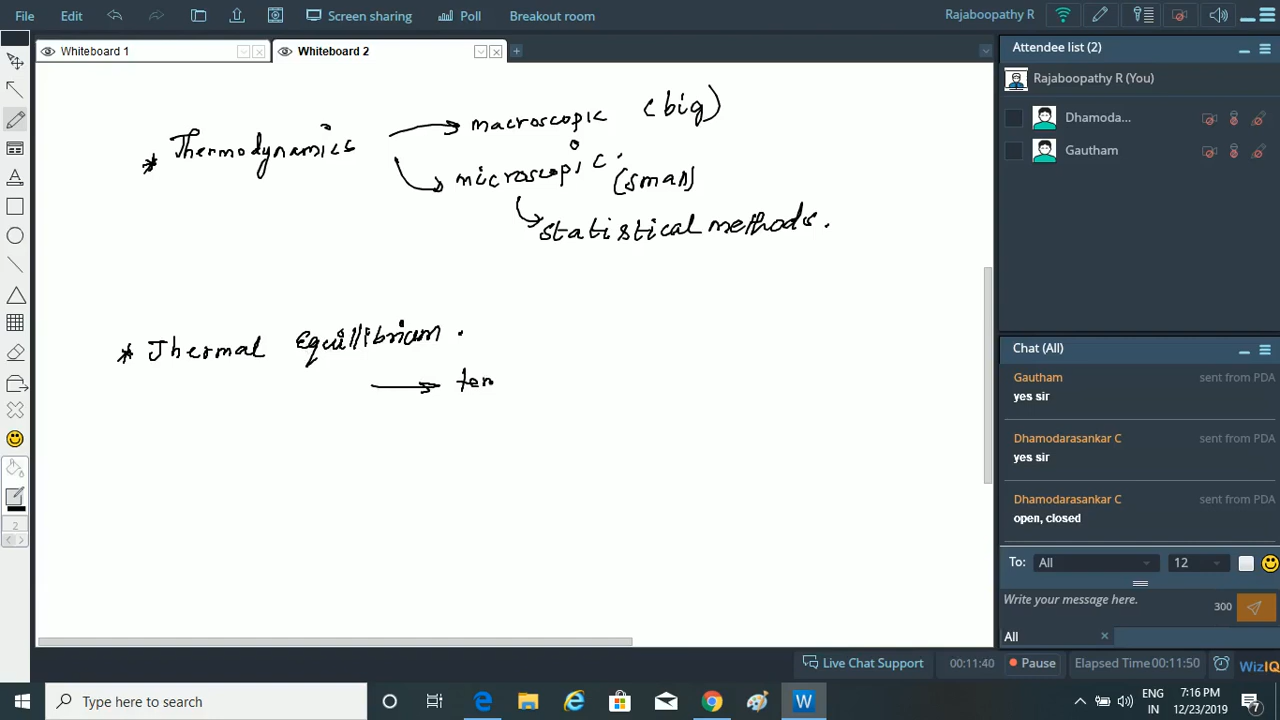 File Edit Screen sharing Poll Breakout room Rajaboopathy R
Whiteboard 1 Whiteboard 2
Attendee list (2)
Rajaboopathy R (You)
Dhamoda...
Gautham
* Thermodynamics
macroscopic (big)
microscopic. (small)
statistical methods.
* Thermal Equillibrium.
tem
2
Chat (All)
Gautham sent from PDA
yes sir
Dhamodarasankar C sent from PDA
yes sir
Dhamodarasankar C sent from PDA
open, closed
To: All 12
Write your message here. 300
All
Live Chat Support 00:11:40 Pause Elapsed Time 00:11:50 WizIQ
Type here to search
ENG
IN
7:16 PM
12/23/2019
7